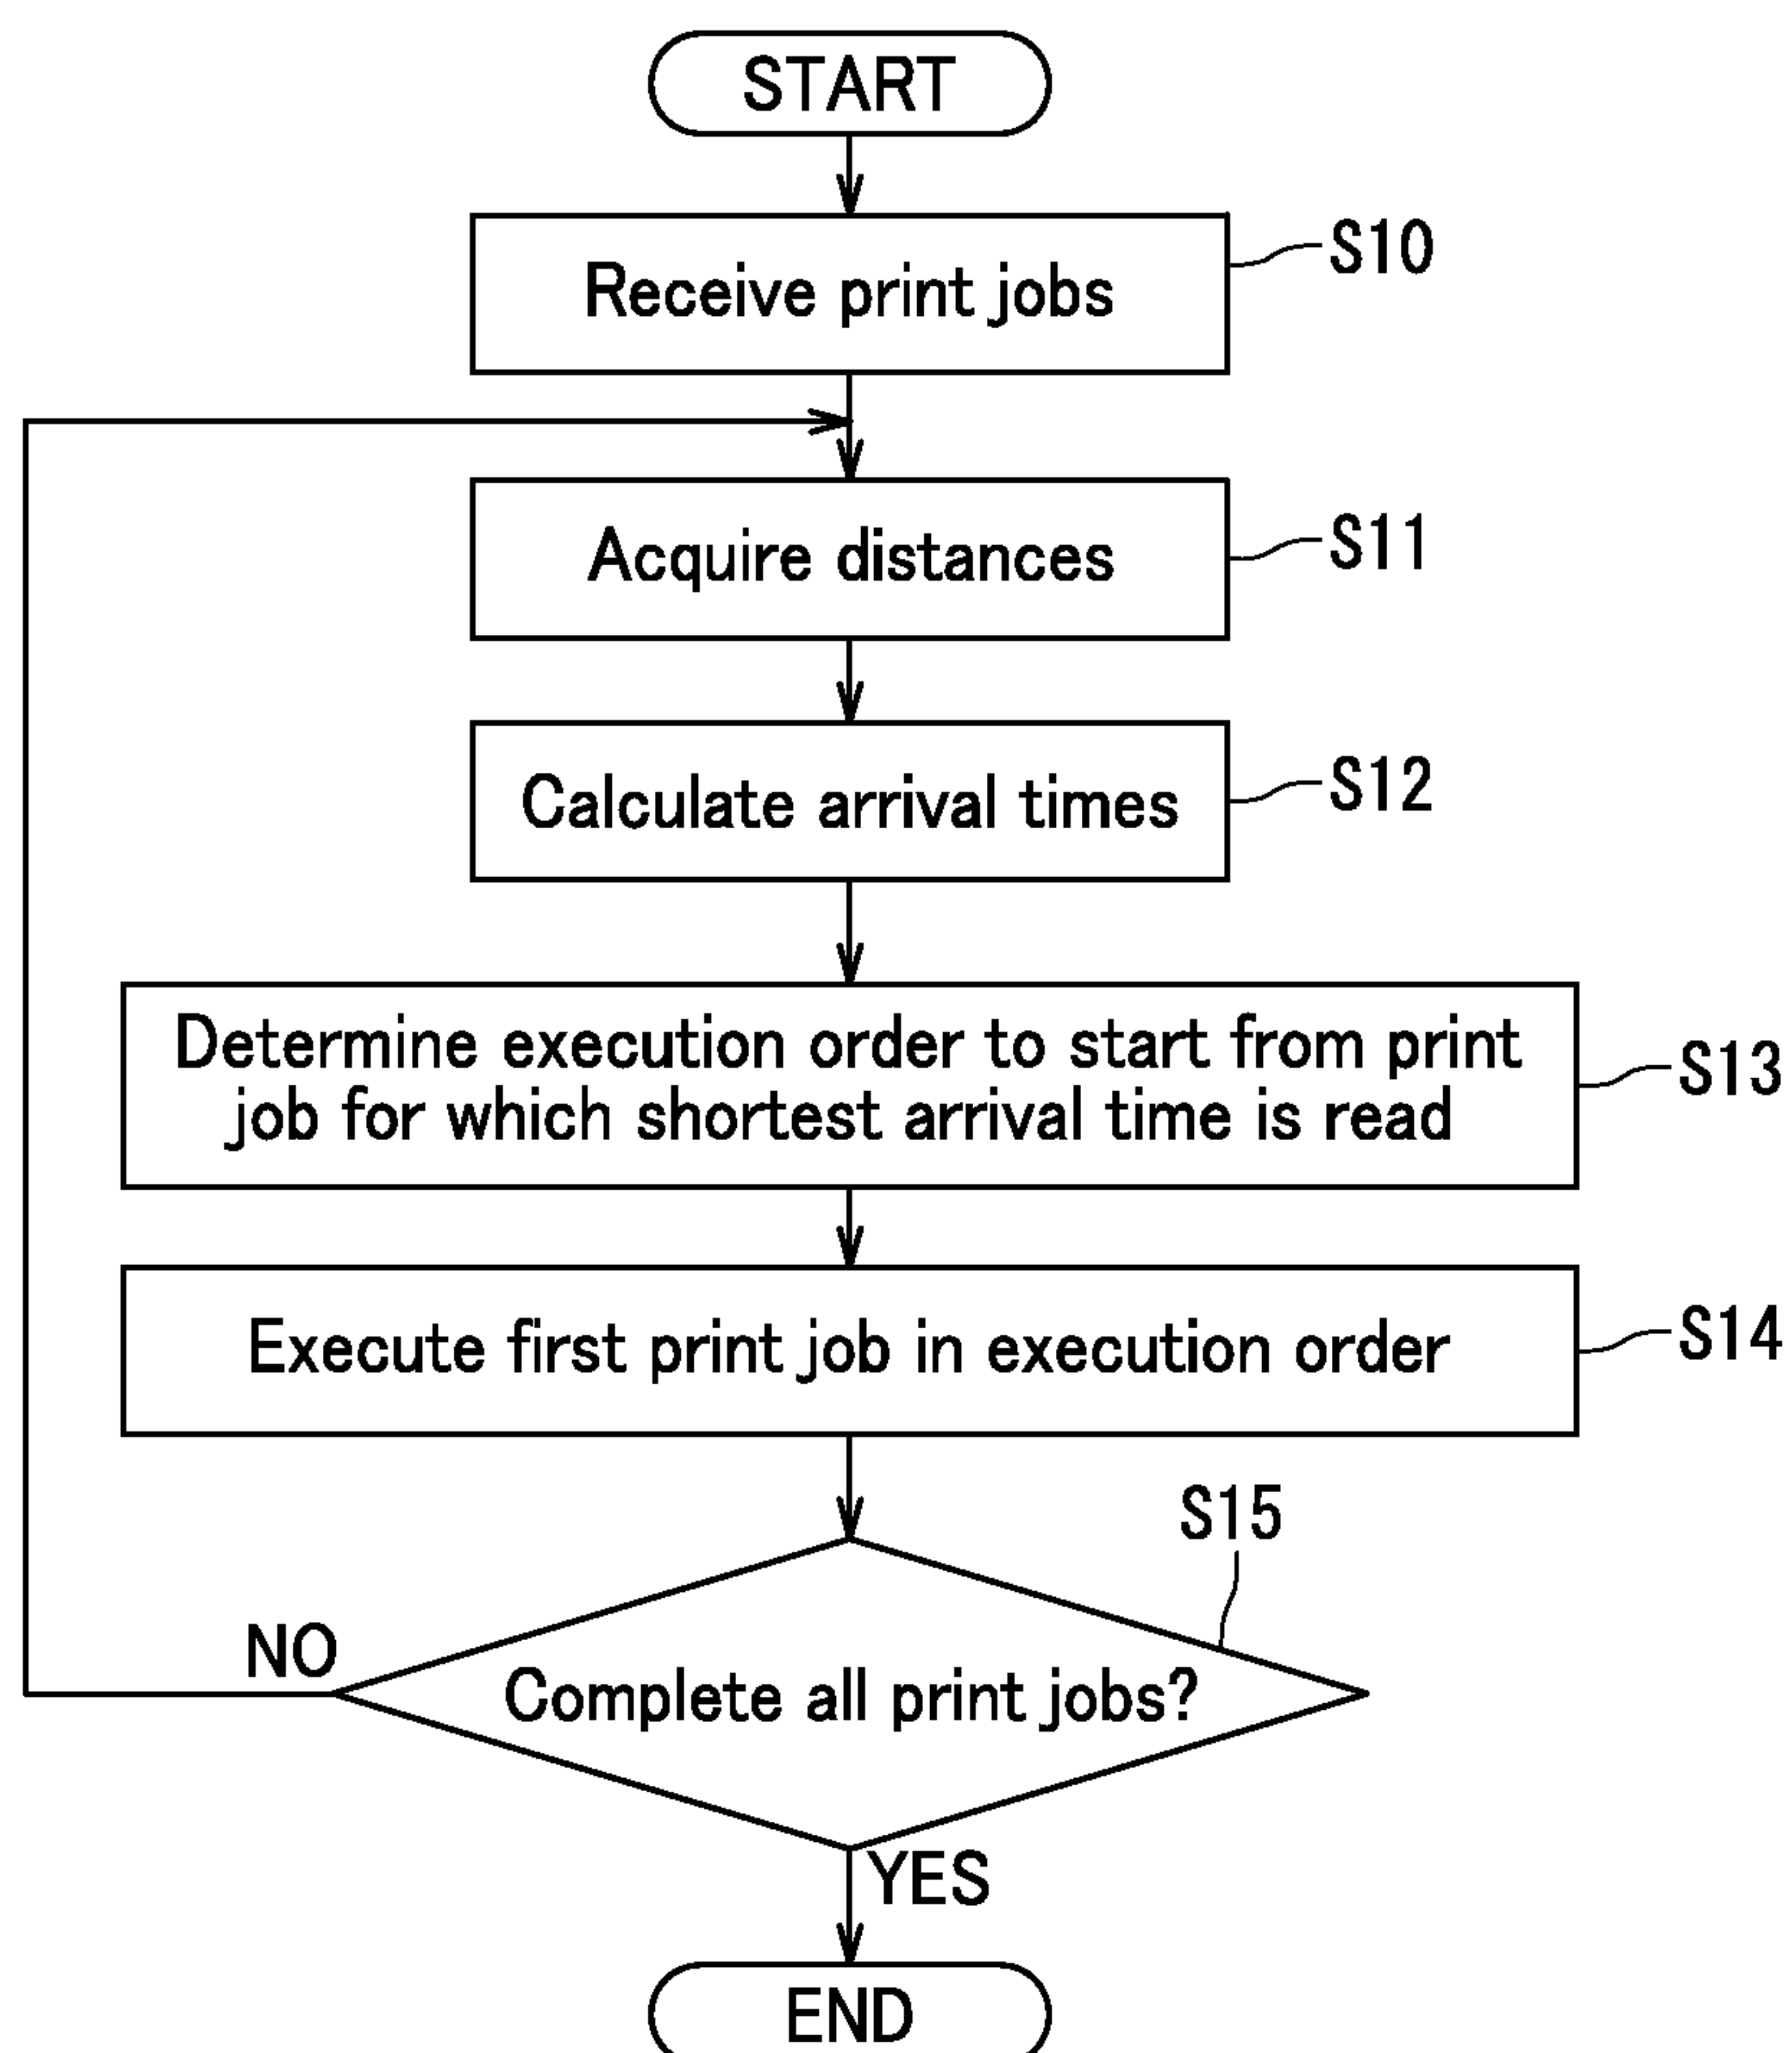 START
Receive print jobs
S10
Acquire distances
S11
Calculate arrival times
S12
Determine execution order to start from print
job for which shortest arrival time is read
S13
Execute first print job in execution order
S14
S15
NO
Complete all print jobs?
YES
END